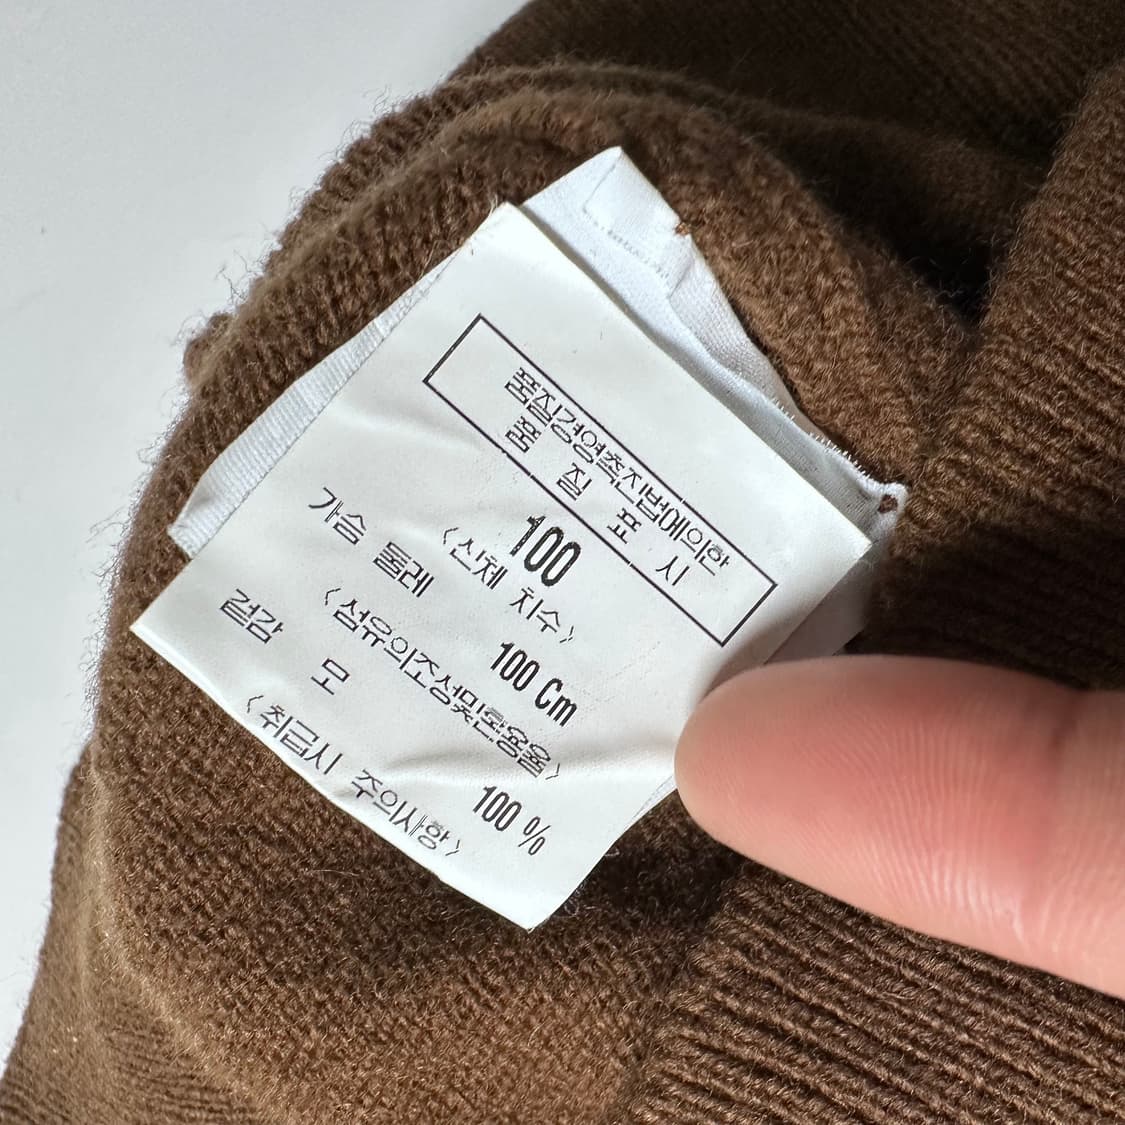 품질경영촉진법에의한
품 질 표 시
100
〈신체 치수〉
가슴 둘레 100 Cm
〈섬유의조성및혼용율〉
겉감 모 100 %
〈취급시 주의사항〉